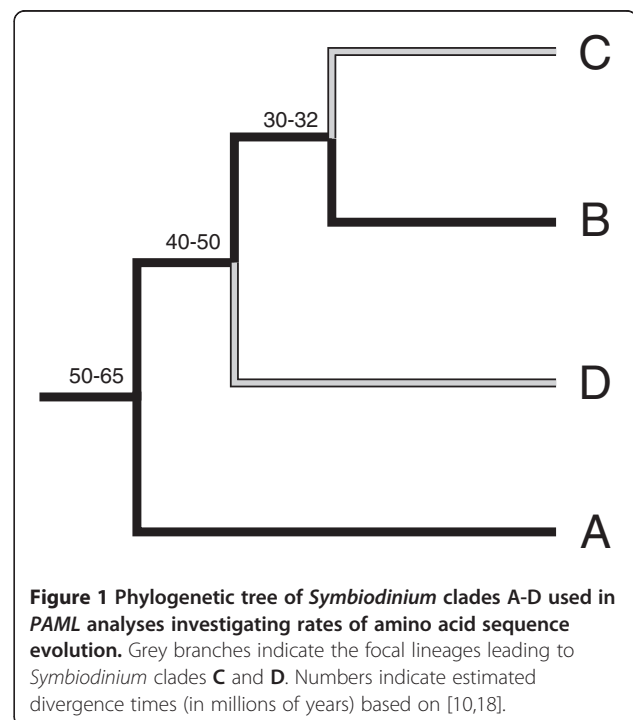 C
30-32
B
40-50
D
50-65
A
Figure 1 Phylogenetic tree of Symbiodinium clades A-D used in
PAML analyses investigating rates of amino acid sequence
evolution. Grey branches indicate the focal lineages leading to
Symbiodinium clades C and D. Numbers indicate estimated
divergence times (in millions of years) based on [10,18].